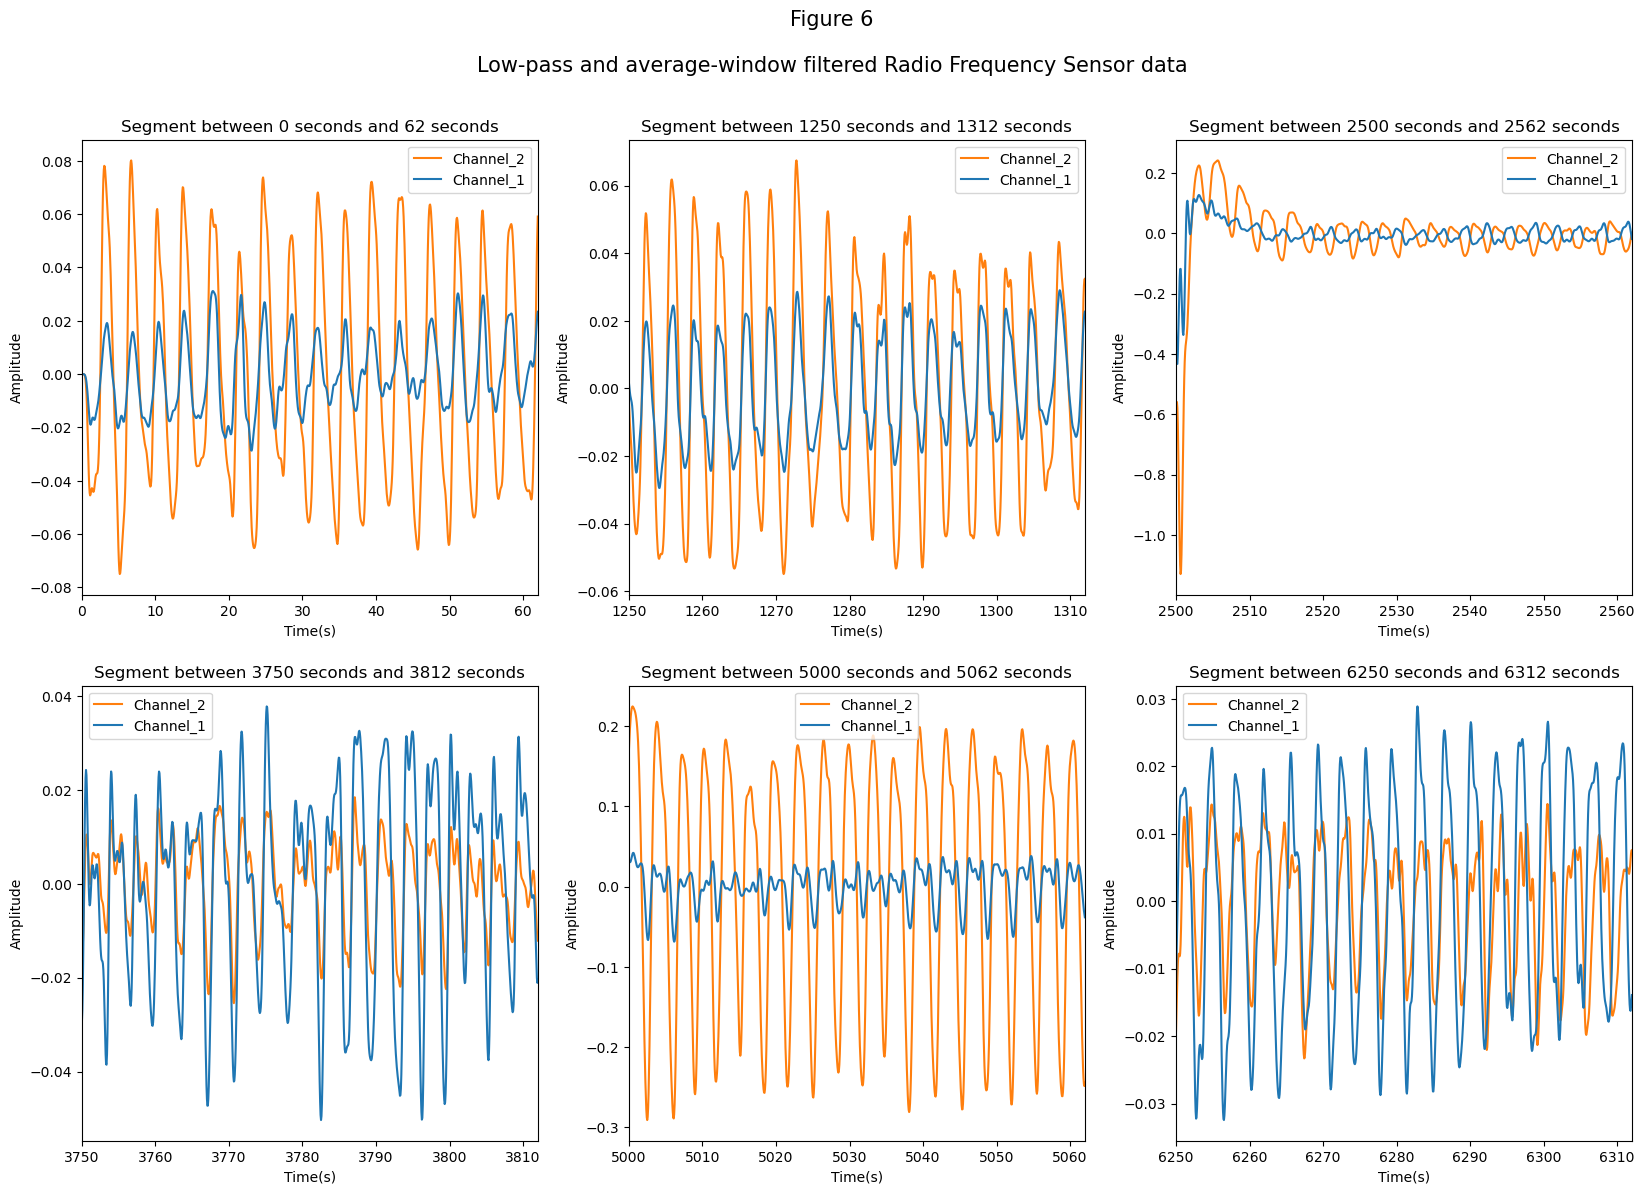 Figure 6
Low-pass and average-window filtered Radio Frequency Sensor data
Segment between 0 seconds and 62 seconds
Channel_2
Channel_1
0.08
0.06
0.04
0.02
0.00
−0.02
−0.04
−0.06
−0.08
Amplitude
0 10 20 30 40 50 60
Time(s)
Segment between 1250 seconds and 1312 seconds
Channel_2
Channel_1
0.06
0.04
0.02
0.00
−0.02
−0.04
−0.06
Amplitude
1250 1260 1270 1280 1290 1300 1310
Time(s)
Segment between 2500 seconds and 2562 seconds
Channel_2
Channel_1
0.2
0.0
−0.2
−0.4
−0.6
−0.8
−1.0
Amplitude
2500 2510 2520 2530 2540 2550 2560
Time(s)
Segment between 3750 seconds and 3812 seconds
Channel_2
Channel_1
0.04
0.02
0.00
−0.02
−0.04
Amplitude
3750 3760 3770 3780 3790 3800 3810
Time(s)
Segment between 5000 seconds and 5062 seconds
Channel_2
Channel_1
0.2
0.1
0.0
−0.1
−0.2
−0.3
Amplitude
5000 5010 5020 5030 5040 5050 5060
Time(s)
Segment between 6250 seconds and 6312 seconds
Channel_2
Channel_1
0.03
0.02
0.01
0.00
−0.01
−0.02
−0.03
Amplitude
6250 6260 6270 6280 6290 6300 6310
Time(s)